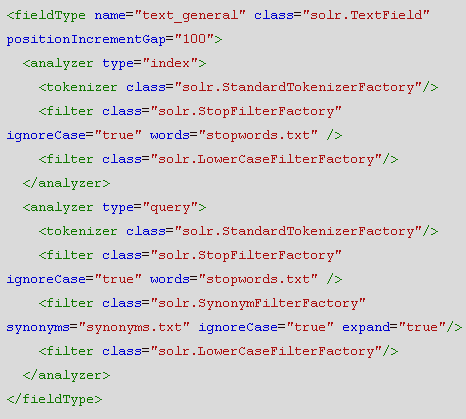 <fieldType name="text_general" class="solr.TextField"
positionIncrementGap="100">
  <analyzer type="index">
    <tokenizer class="solr.StandardTokenizerFactory"/>
    <filter class="solr.StopFilterFactory"
ignoreCase="true" words="stopwords.txt" />
    <filter class="solr.LowerCaseFilterFactory"/>
  </analyzer>
  <analyzer type="query">
    <tokenizer class="solr.StandardTokenizerFactory"/>
    <filter class="solr.StopFilterFactory"
ignoreCase="true" words="stopwords.txt" />
    <filter class="solr.SynonymFilterFactory"
synonyms="synonyms.txt" ignoreCase="true" expand="true"/>
    <filter class="solr.LowerCaseFilterFactory"/>
  </analyzer>
</fieldType>